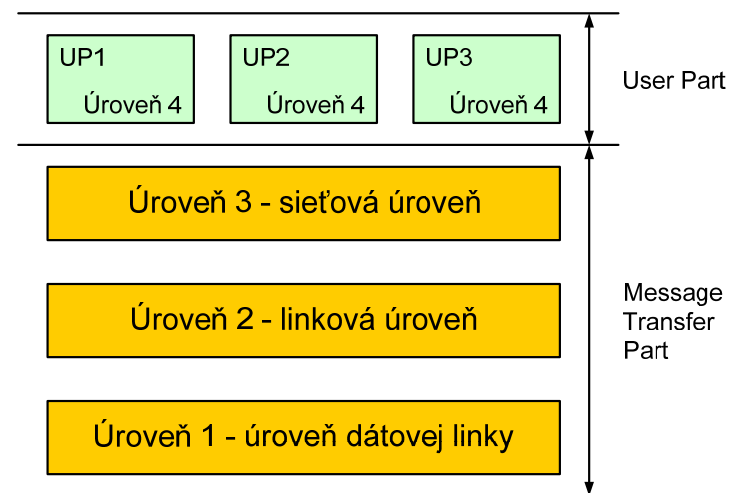 UP1
Úroveň 4
UP2
Úroveň 4
UP3
Úroveň 4
User Part
Úroveň 3 - sieťová úroveň
Úroveň 2 - linková úroveň
Úroveň 1 - úroveň dátovej linky
Message
Transfer
Part